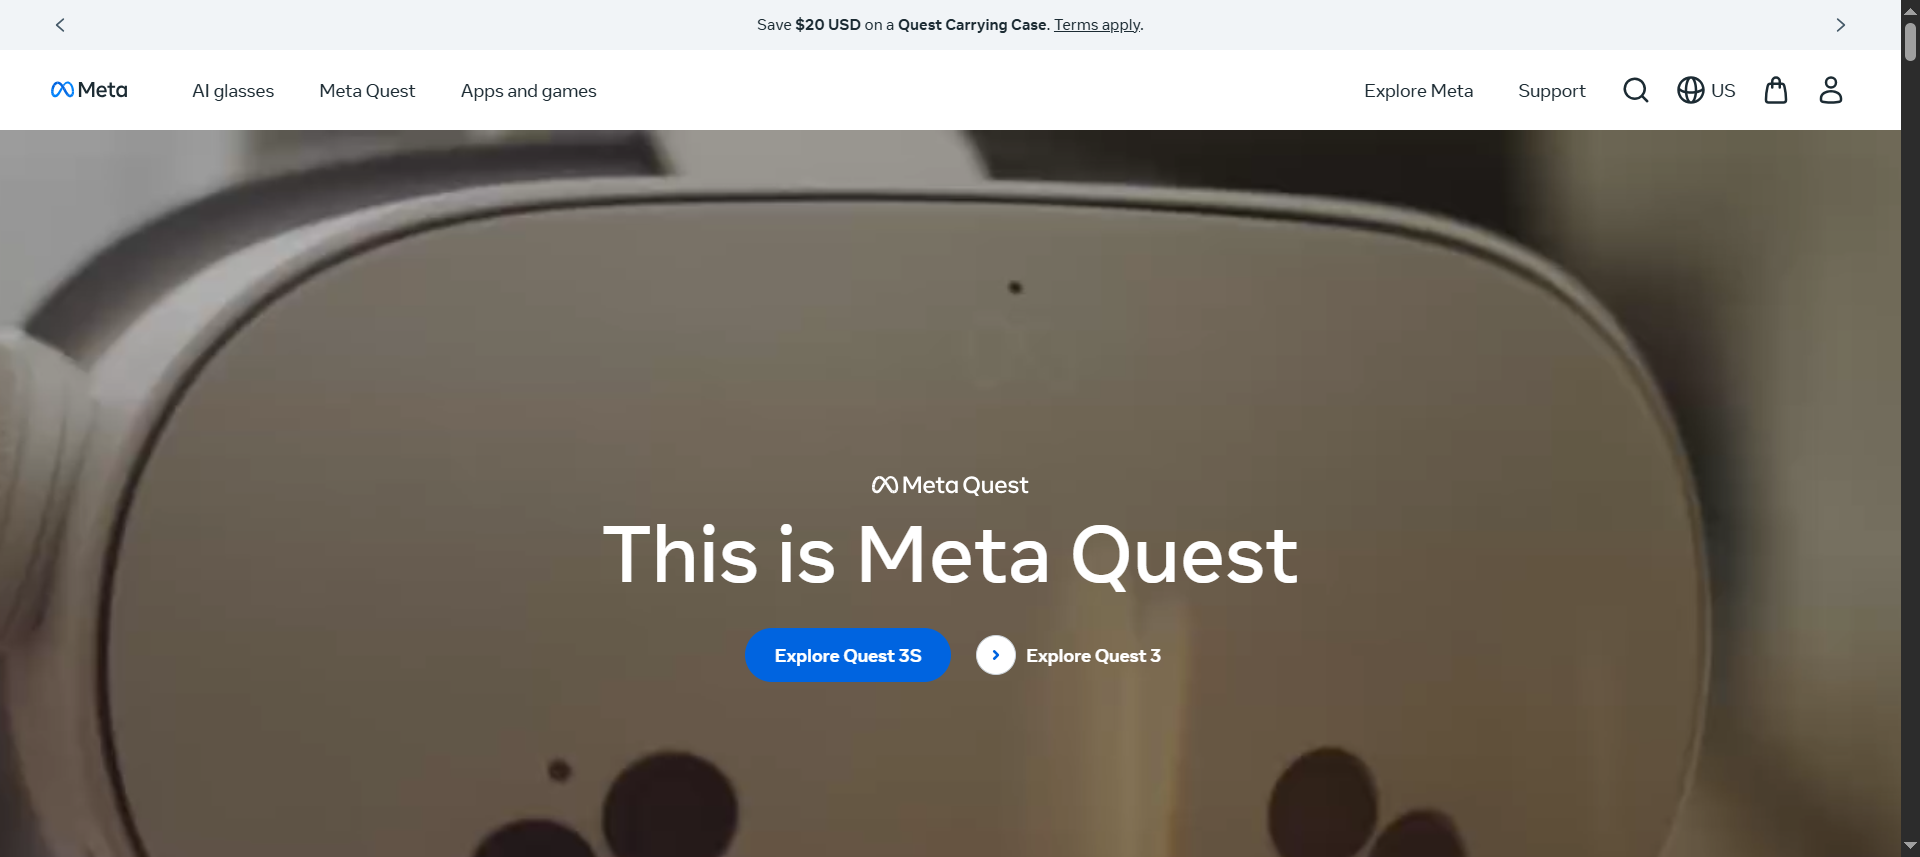 Save $20 USD on a Quest Carrying Case. Terms apply.
Meta
AI glasses
Meta Quest
Apps and games
Explore Meta
Support
US
Meta Quest
This is Meta Quest
Explore Quest 3S
Explore Quest 3